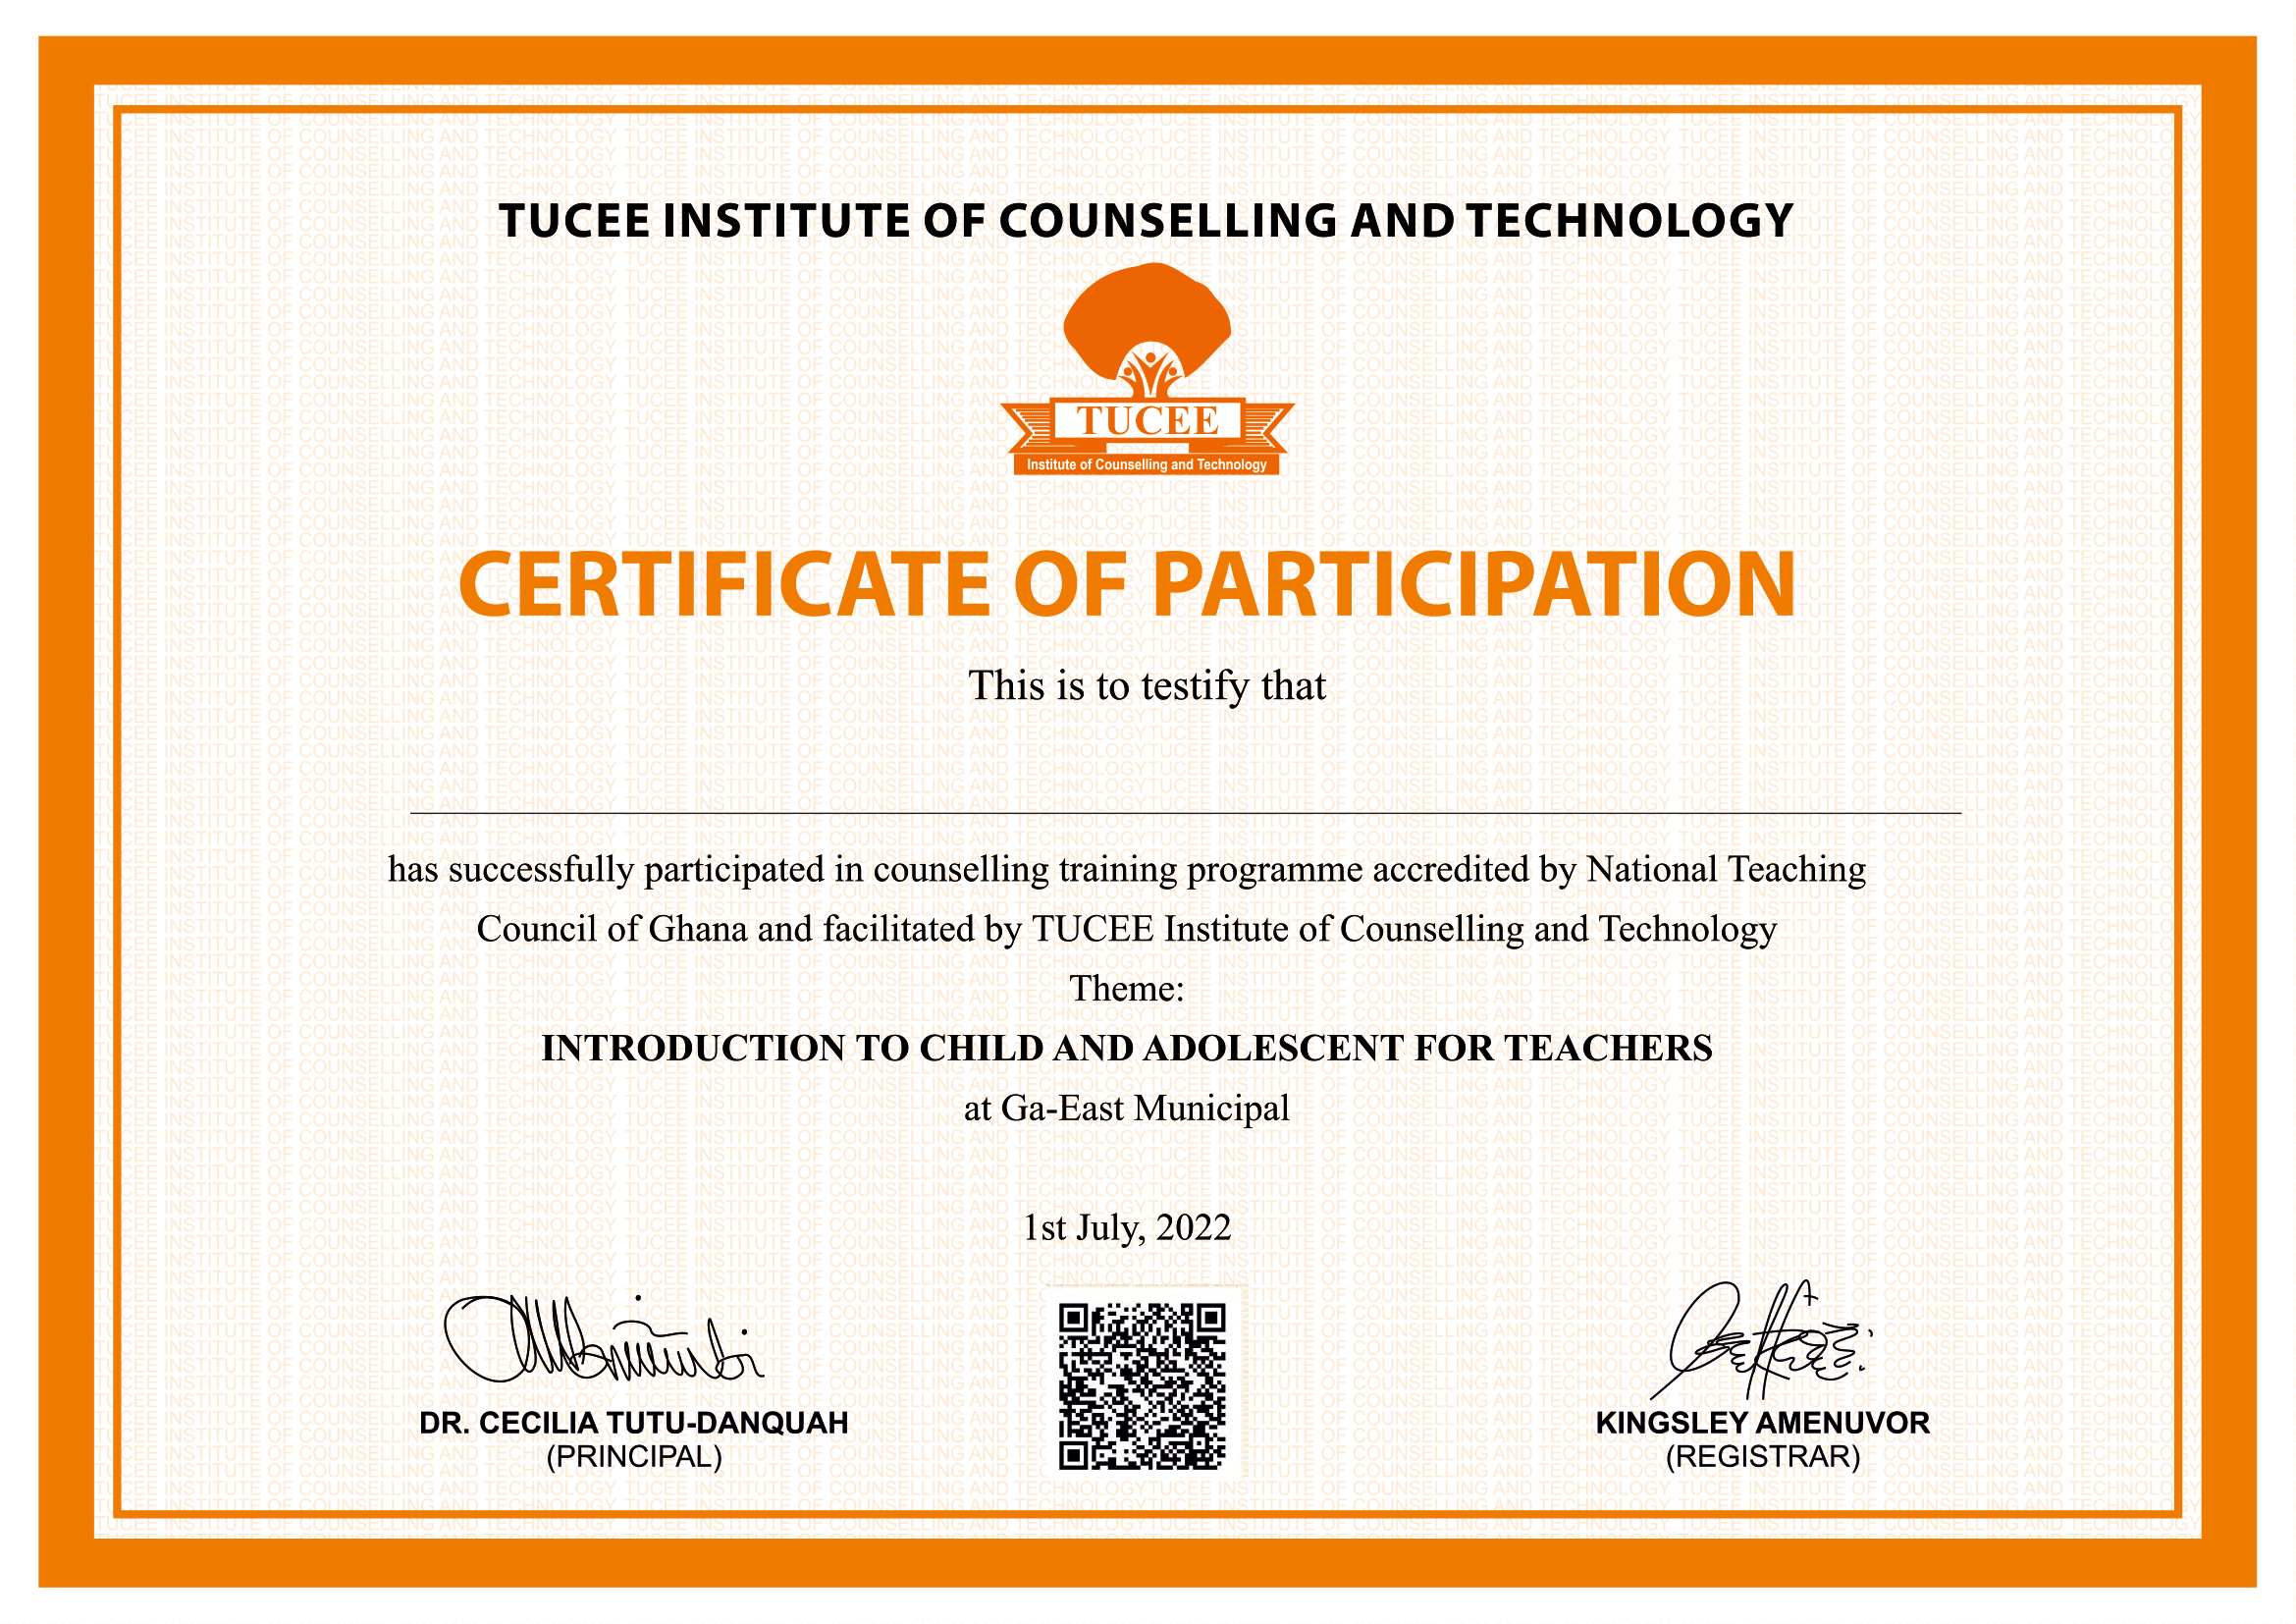 TUCEE INSTITUTE OF COUNSELLING AND TECHNOLOGY
TUCEE
Institute of Counselling and Technology
CERTIFICATE OF PARTICIPATION
This is to testify that
has successfully participated in counselling training programme accredited by National Teaching
Council of Ghana and facilitated by TUCEE Institute of Counselling and Technology
Theme:
INTRODUCTION TO CHILD AND ADOLESCENT FOR TEACHERS
at Ga-East Municipal
1st July, 2022
DR. CECILIA TUTU-DANQUAH
(PRINCIPAL)
KINGSLEY AMENUVOR
(REGISTRAR)